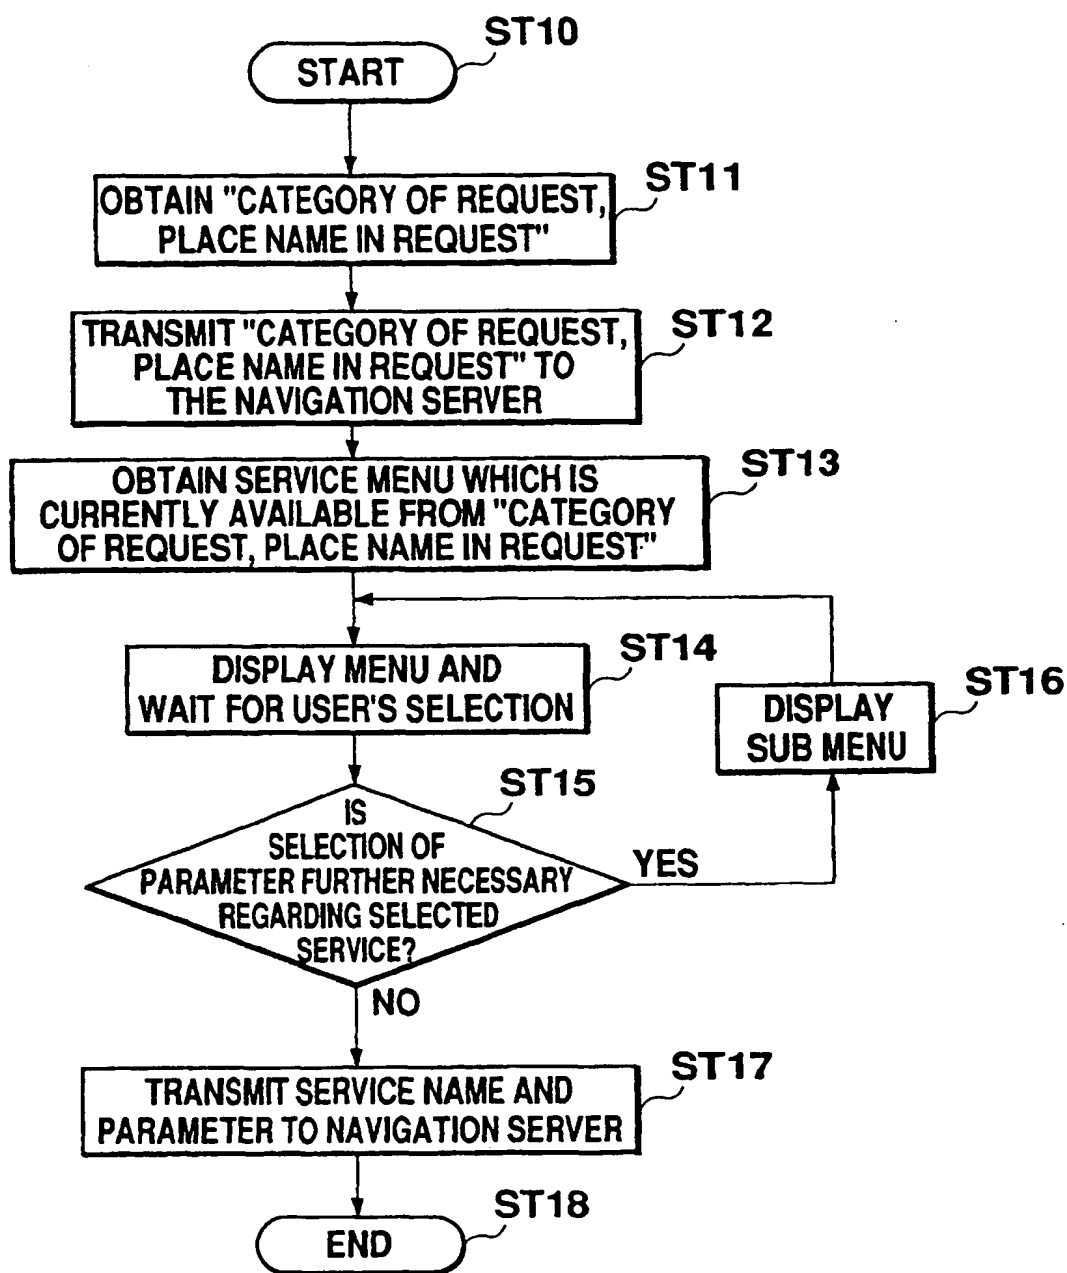 ST10
START
ST11
OBTAIN "CATEGORY OF REQUEST,
PLACE NAME IN REQUEST"
ST12
TRANSMIT "CATEGORY OF REQUEST,
PLACE NAME IN REQUEST" TO
THE NAVIGATION SERVER
ST13
OBTAIN SERVICE MENU WHICH IS
CURRENTLY AVAILABLE FROM "CATEGORY
OF REQUEST, PLACE NAME IN REQUEST"
ST14
DISPLAY MENU AND
WAIT FOR USER'S SELECTION
ST16
DISPLAY
SUB MENU
ST15
IS
SELECTION OF
PARAMETER FURTHER NECESSARY
REGARDING SELECTED
SERVICE?
YES
NO
ST17
TRANSMIT SERVICE NAME AND
PARAMETER TO NAVIGATION SERVER
ST18
END